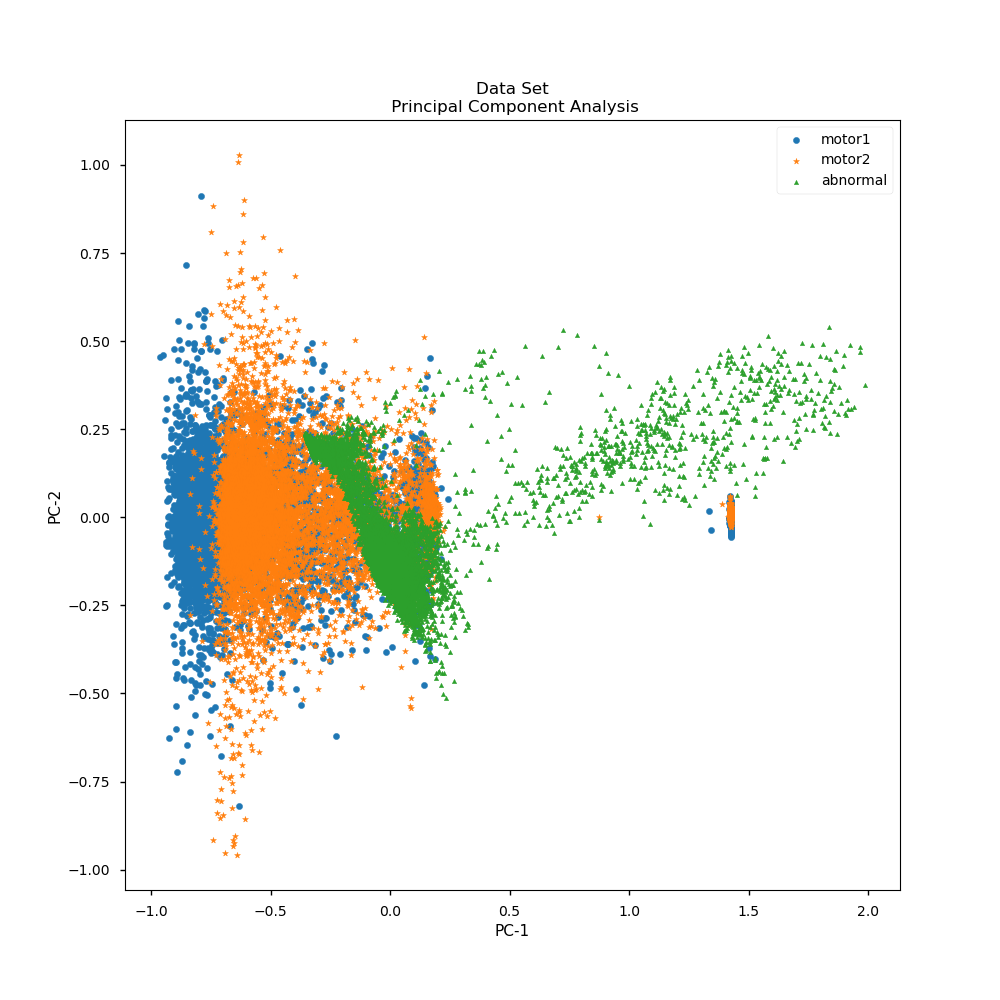 Data Set
Principal Component Analysis
motor1
motor2
abnormal
1.00
0.75
0.50
0.25
0.00
−0.25
−0.50
−0.75
−1.00
PC-2
−1.0 −0.5 0.0 0.5 1.0 1.5 2.0
PC-1